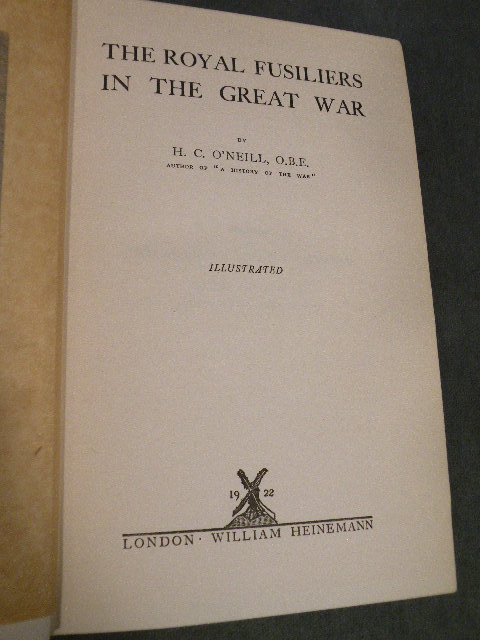 THE ROYAL FUSILIERS
IN THE GREAT WAR
BY
H. C. O'NEILL, O.B.E.
AUTHOR OF "A HISTORY OF THE WAR"
ILLUSTRATED
19 22
LONDON · WILLIAM HEINEMANN